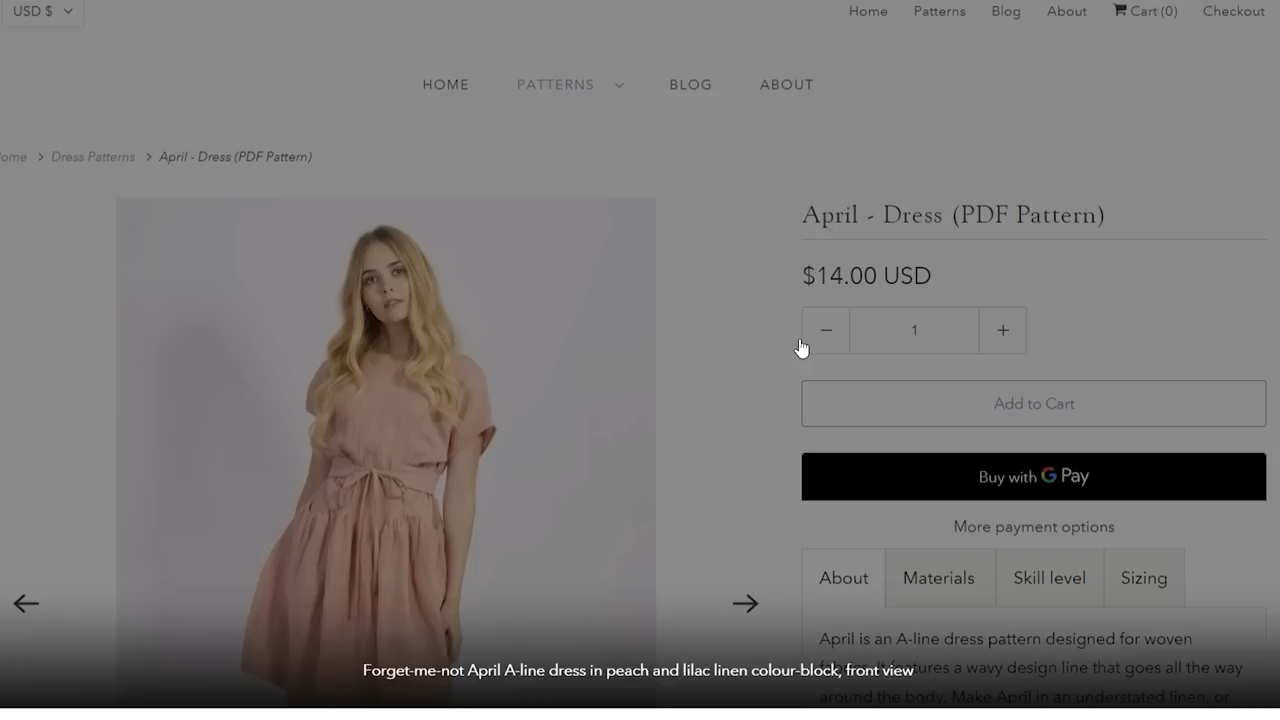 USD $
Home Patterns Blog About Cart (0) Checkout
HOME PATTERNS BLOG ABOUT
ome > Dress Patterns > April - Dress (PDF Pattern)
April - Dress (PDF Pattern)
$14.00 USD
− 1 +
Add to Cart
Buy with G Pay
More payment options
About Materials Skill level Sizing
April is an A-line dress pattern designed for woven
fabrics. It features a wavy design line that goes all the way
around the body. Make April in an understated linen, or
Forget-me-not April A-line dress in peach and lilac linen colour-block, front view